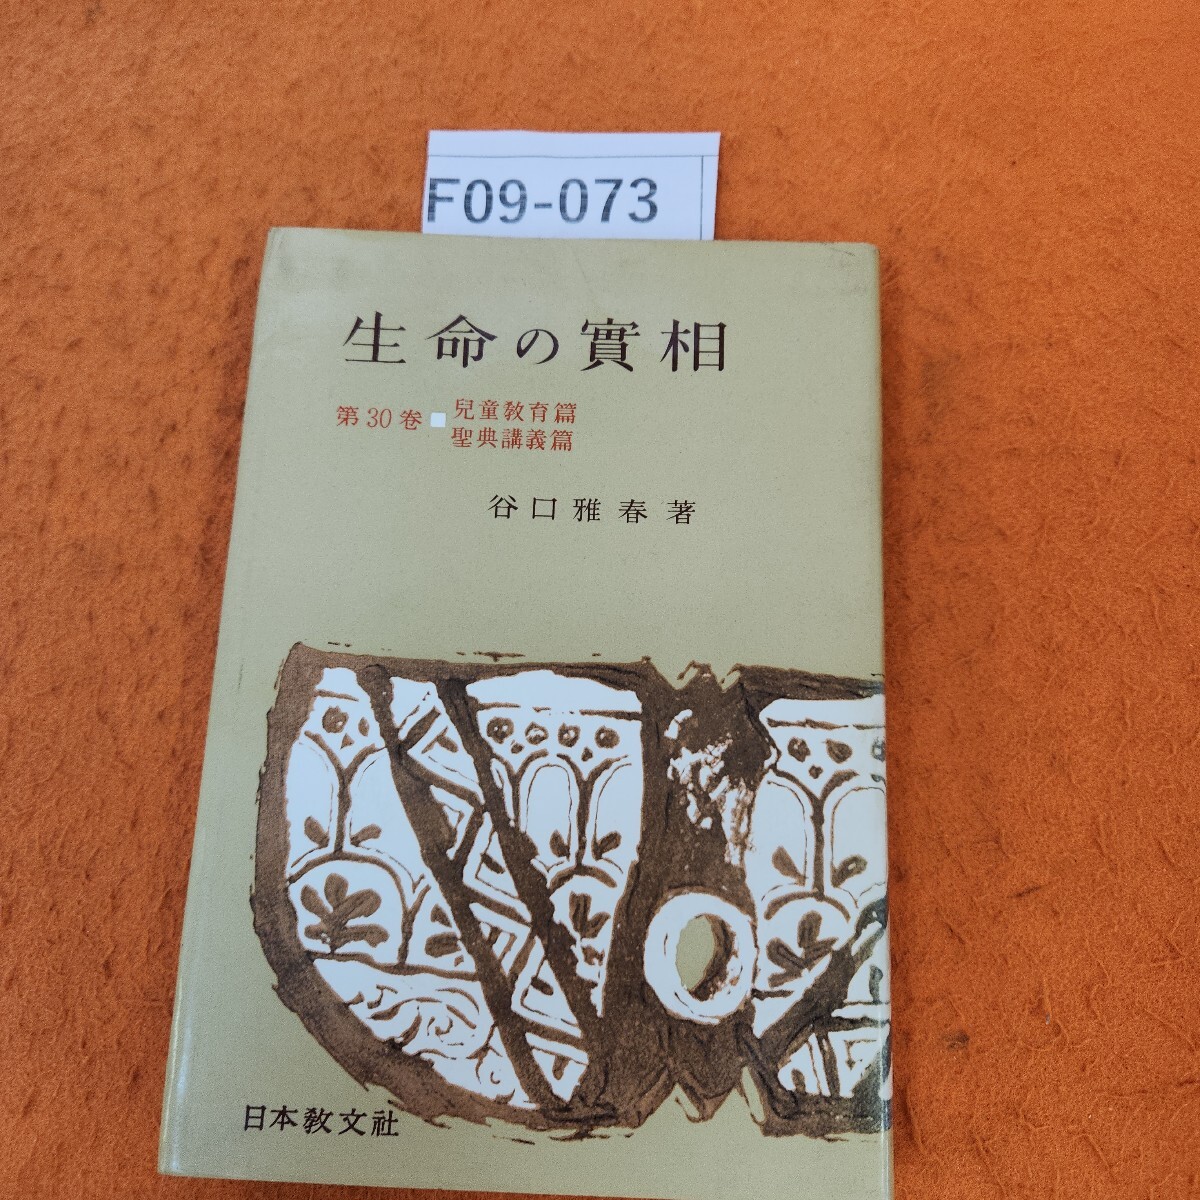 F09-073
生命の實相
第30卷
兒童教育篇
聖典講義篇
谷口雅春著
日本教文社